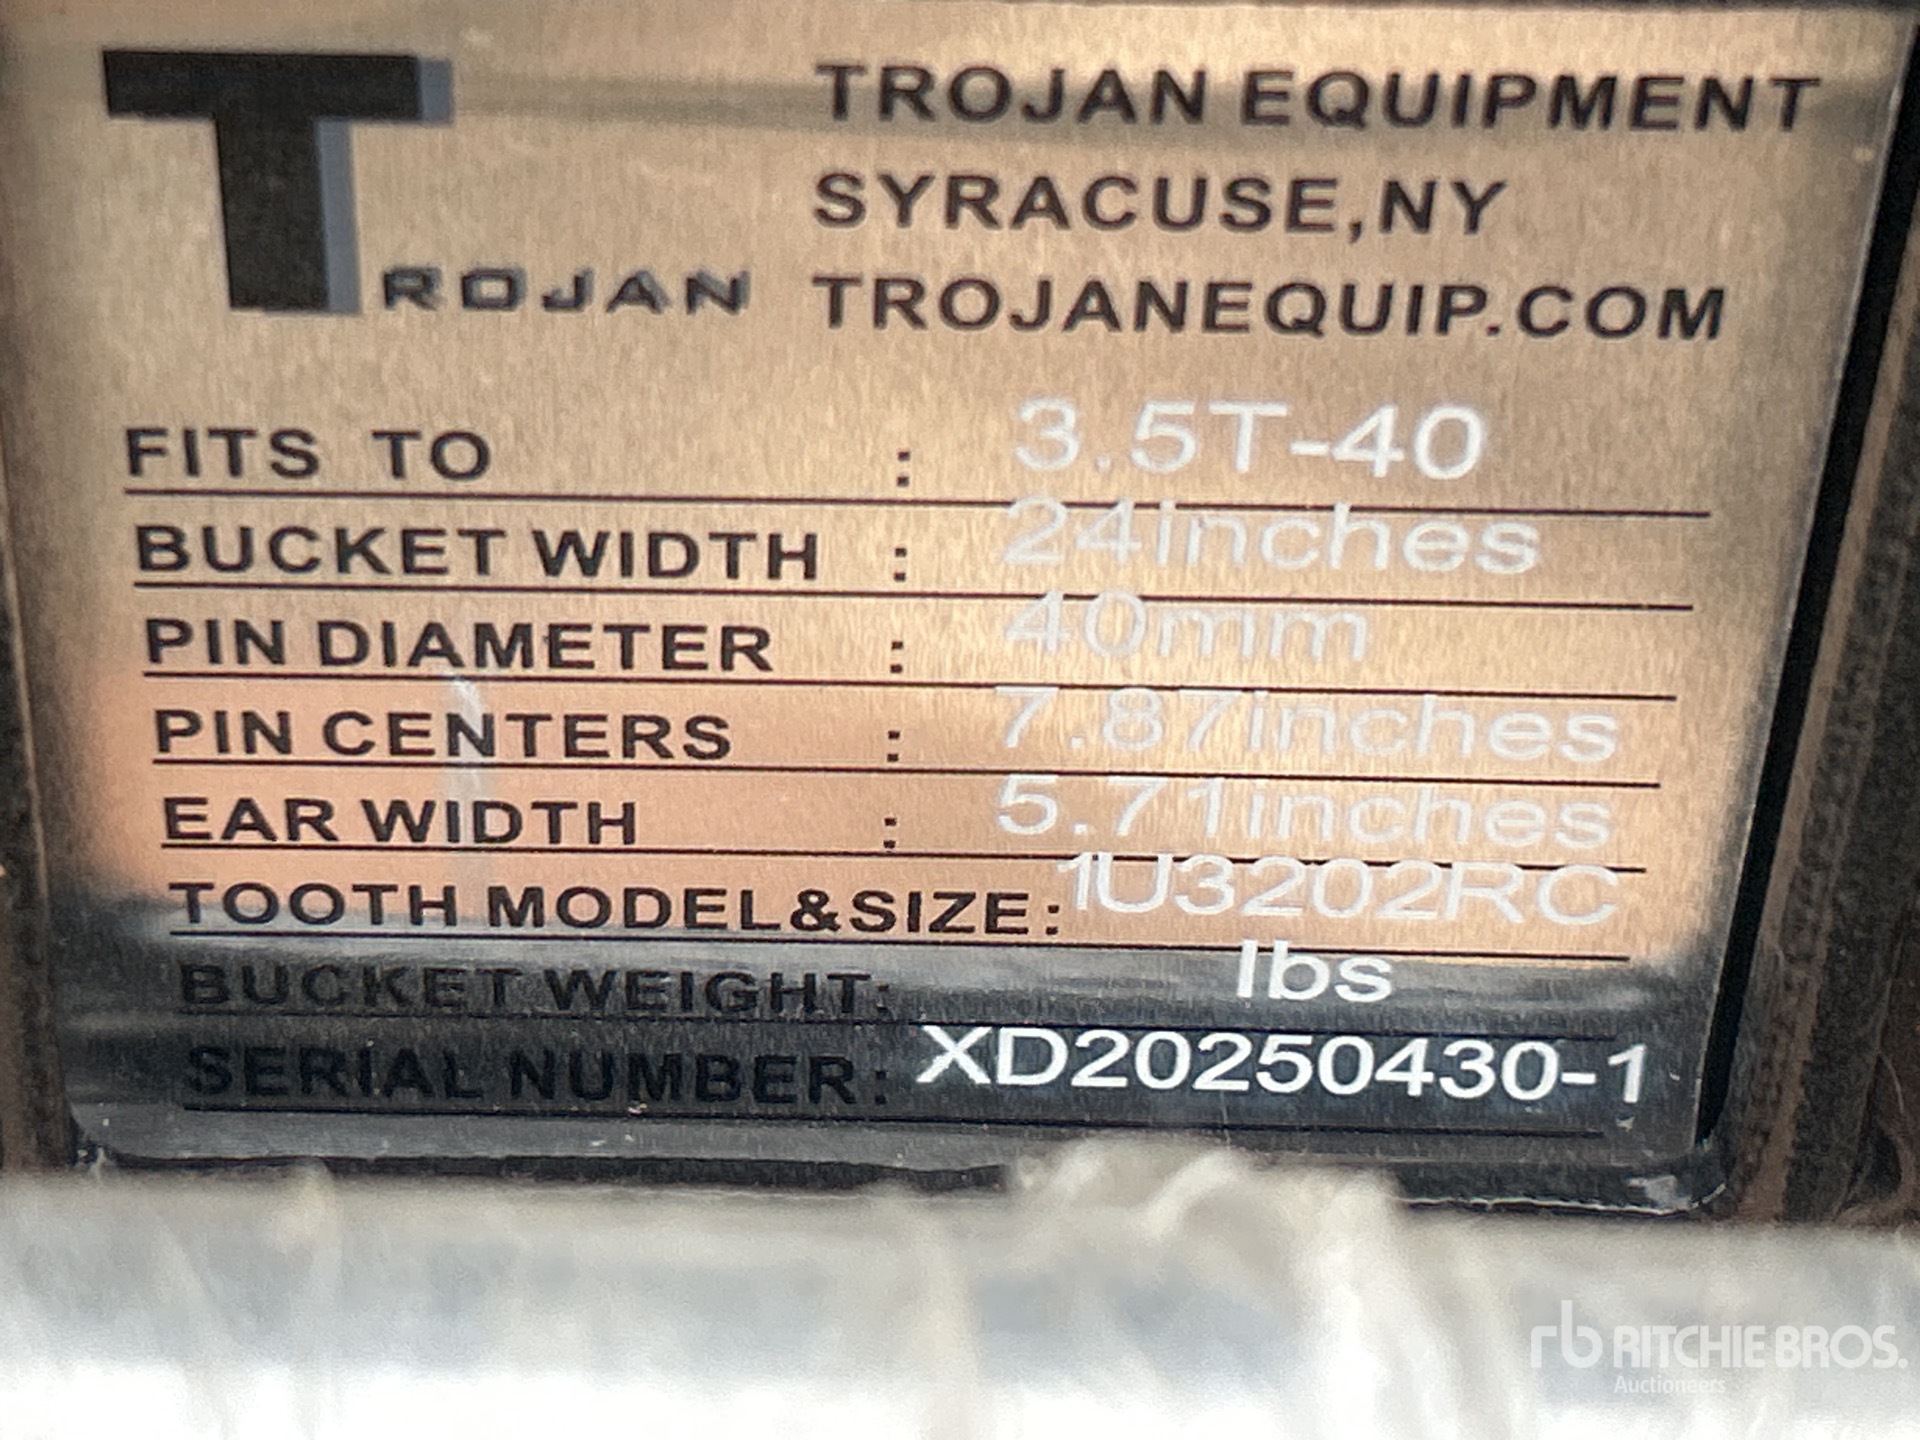 TROJAN
TROJAN EQUIPMENT
SYRACUSE,NY
TROJANEQUIP.COM
FITS TO : 3.5T-40
BUCKET WIDTH : 24inches
PIN DIAMETER : 40mm
PIN CENTERS : 7.87inches
EAR WIDTH : 5.71inches
TOOTH MODEL&SIZE: 1U3202RC
BUCKET WEIGHT: lbs
SERIAL NUMBER: XD20250430-1
rb RITCHIE BROS.
Auctioneers